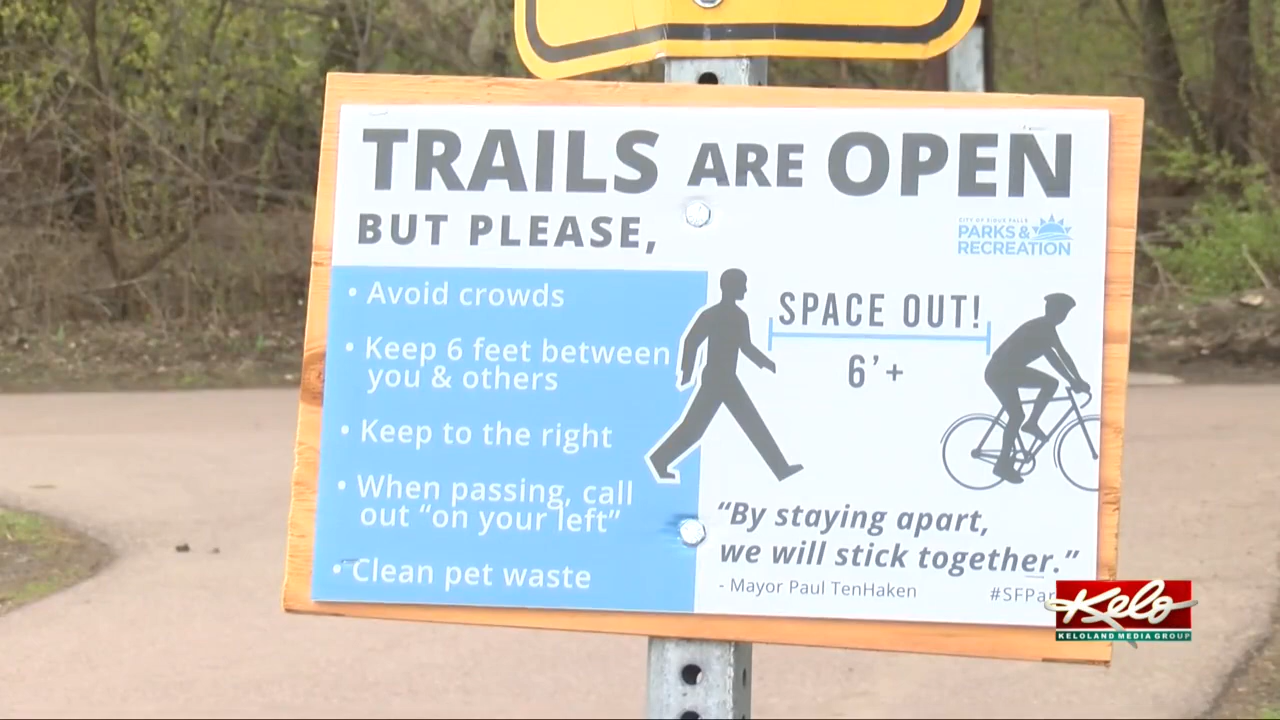 TRAILS ARE OPEN
BUT PLEASE,
CITY OF SIOUX FALLS
PARKS &
RECREATION
• Avoid crowds
• Keep 6 feet between
you & others
• Keep to the right
• When passing, call
out “on your left”
• Clean pet waste
SPACE OUT!
6’+
“By staying apart,
we will stick together.”
- Mayor Paul TenHaken
Kelo
KELOLAND MEDIA GROUP